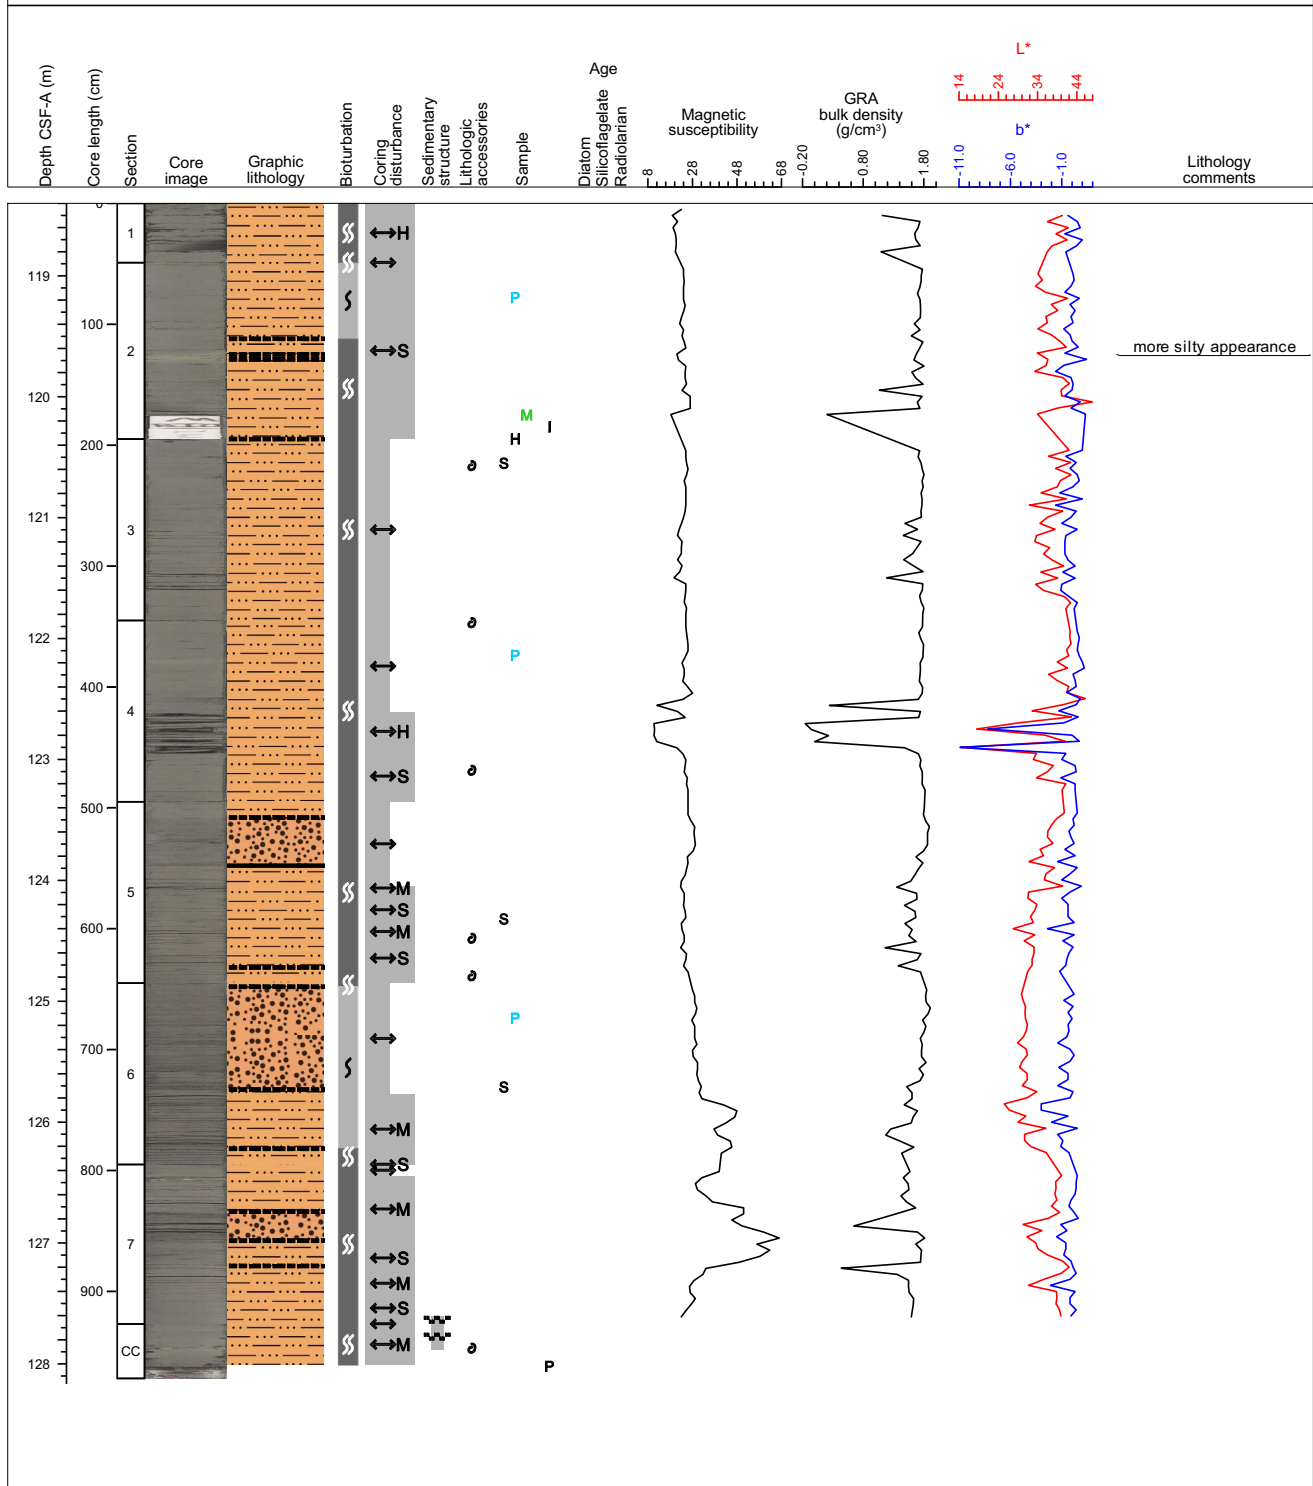 Depth CSF-A (m)
Core length (cm)
Section
Core
image
Graphic
lithology
Bioturbation
Coring
disturbance
Sedimentary
structure
Lithologic
accessories
Sample
Age
Diatom
Silicoflagelate
Radiolarian
Magnetic
susceptibility
8 28 48 68
GRA
bulk density
(g/cm³)
-0.20 0.80 1.80
L*
14 24 34 44
b*
-11.0 -6.0 -1.0
Lithology
comments
0
1 H
119
P
100
2 S more silty appearance
120
M
I
200 H
S
121 3
300
122
P
400
4
H
123 S
500
124 M
5
S
600 S
M
S
125 P
700
6
S
126 M
800 S
M
127 7
S
900 M
S
CC M
128 P